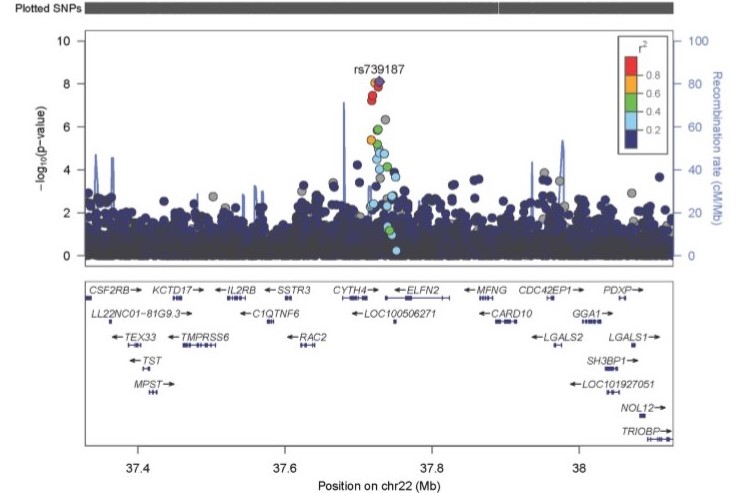 Plotted SNPs
rs739187
10
8
6
4
2
0
−log10(p-value)
100
80
60
40
20
0
Recombination rate (cM/Mb)
r2
0.8
0.6
0.4
0.2
CSF2RB→ KCTD17→ ←IL2RB ←SSTR3 CYTH4→ ←ELFN2 ←MFNG CDC42EP1→ PDXP→
LL22NC01−81G9.3→ ←C1QTNF6 ←LOC100506271 ←CARD10 GGA1→
←TEX33 ←TMPRSS6 ←RAC2 ←LGALS2 LGALS1→
←TST SH3BP1→
MPST→ ←LOC101927051
NOL12→
TRIOBP→
37.4 37.6 37.8 38
Position on chr22 (Mb)